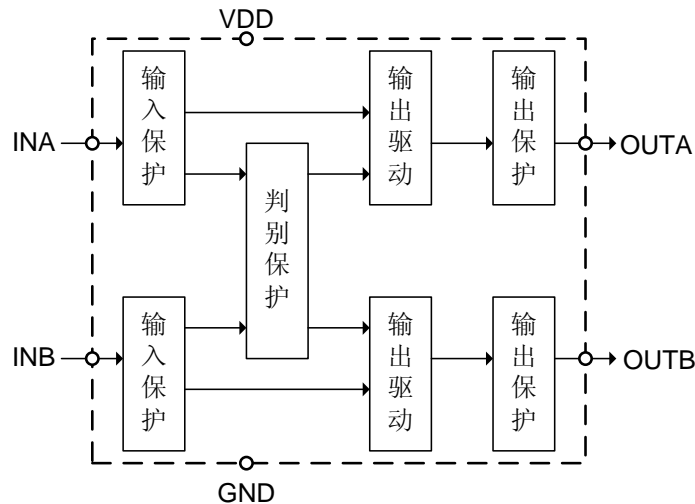 VDD
INA
输入保护
输出驱动
输出保护
OUTA
判别保护
INB
输入保护
输出驱动
输出保护
OUTB
GND